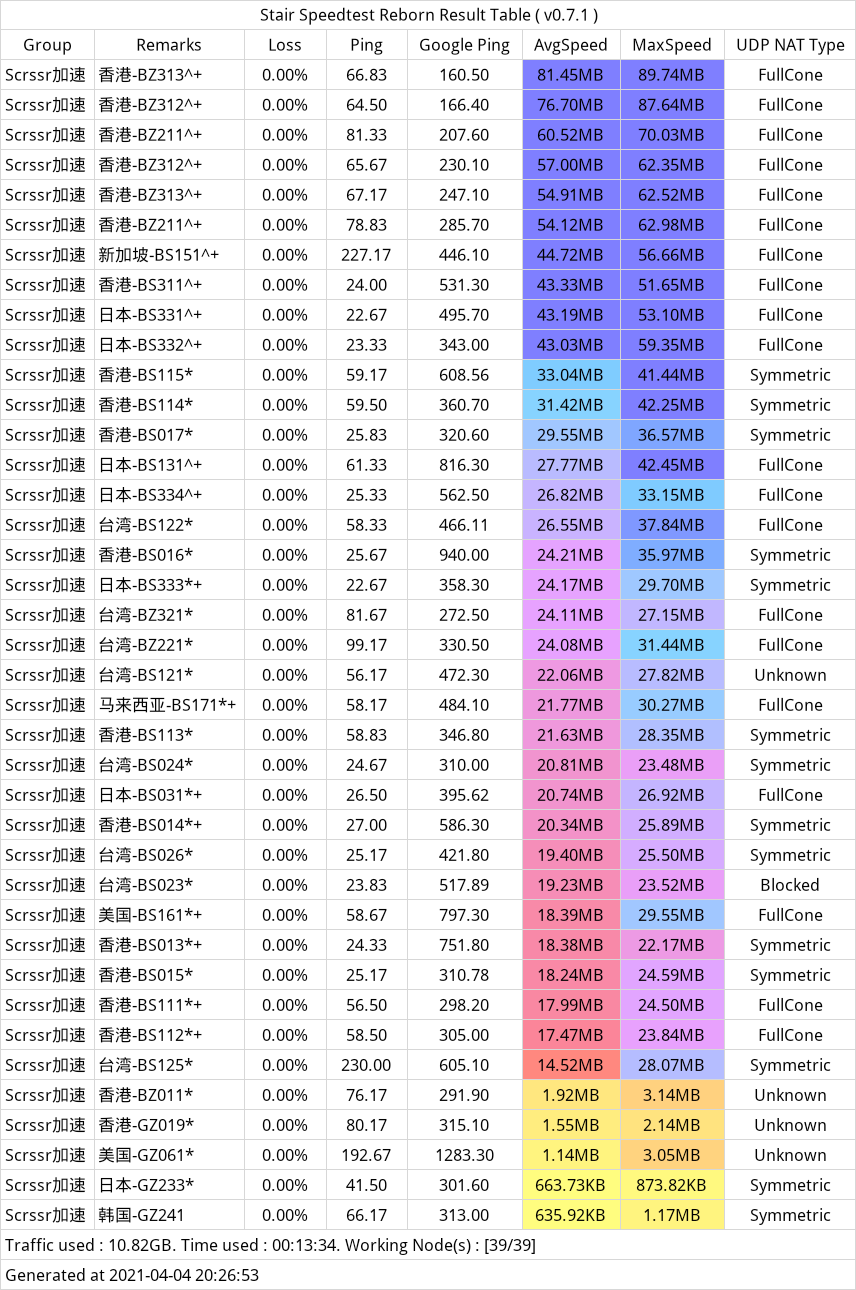 Stair Speedtest Reborn Result Table ( v0.7.1 )
Group Remarks Loss Ping Google Ping AvgSpeed MaxSpeed UDP NAT Type
Scrssr加速 香港-BZ313^+ 0.00% 66.83 160.50 81.45MB 89.74MB FullCone
Scrssr加速 香港-BZ312^+ 0.00% 64.50 166.40 76.70MB 87.64MB FullCone
Scrssr加速 香港-BZ211^+ 0.00% 81.33 207.60 60.52MB 70.03MB FullCone
Scrssr加速 香港-BZ312^+ 0.00% 65.67 230.10 57.00MB 62.35MB FullCone
Scrssr加速 香港-BZ313^+ 0.00% 67.17 247.10 54.91MB 62.52MB FullCone
Scrssr加速 香港-BZ211^+ 0.00% 78.83 285.70 54.12MB 62.98MB FullCone
Scrssr加速 新加坡-BS151^+ 0.00% 227.17 446.10 44.72MB 56.66MB FullCone
Scrssr加速 香港-BS311^+ 0.00% 24.00 531.30 43.33MB 51.65MB FullCone
Scrssr加速 日本-BS331^+ 0.00% 22.67 495.70 43.19MB 53.10MB FullCone
Scrssr加速 日本-BS332^+ 0.00% 23.33 343.00 43.03MB 59.35MB FullCone
Scrssr加速 香港-BS115* 0.00% 59.17 608.56 33.04MB 41.44MB Symmetric
Scrssr加速 香港-BS114* 0.00% 59.50 360.70 31.42MB 42.25MB Symmetric
Scrssr加速 香港-BS017* 0.00% 25.83 320.60 29.55MB 36.57MB Symmetric
Scrssr加速 日本-BS131^+ 0.00% 61.33 816.30 27.77MB 42.45MB FullCone
Scrssr加速 日本-BS334^+ 0.00% 25.33 562.50 26.82MB 33.15MB FullCone
Scrssr加速 台湾-BS122* 0.00% 58.33 466.11 26.55MB 37.84MB FullCone
Scrssr加速 香港-BS016* 0.00% 25.67 940.00 24.21MB 35.97MB Symmetric
Scrssr加速 日本-BS333*+ 0.00% 22.67 358.30 24.17MB 29.70MB Symmetric
Scrssr加速 台湾-BZ321* 0.00% 81.67 272.50 24.11MB 27.15MB FullCone
Scrssr加速 台湾-BZ221* 0.00% 99.17 330.50 24.08MB 31.44MB FullCone
Scrssr加速 台湾-BS121* 0.00% 56.17 472.30 22.06MB 27.82MB Unknown
Scrssr加速 马来西亚-BS171*+ 0.00% 58.17 484.10 21.77MB 30.27MB FullCone
Scrssr加速 香港-BS113* 0.00% 58.83 346.80 21.63MB 28.35MB Symmetric
Scrssr加速 台湾-BS024* 0.00% 24.67 310.00 20.81MB 23.48MB Symmetric
Scrssr加速 日本-BS031*+ 0.00% 26.50 395.62 20.74MB 26.92MB FullCone
Scrssr加速 香港-BS014*+ 0.00% 27.00 586.30 20.34MB 25.89MB Symmetric
Scrssr加速 台湾-BS026* 0.00% 25.17 421.80 19.40MB 25.50MB Symmetric
Scrssr加速 台湾-BS023* 0.00% 23.83 517.89 19.23MB 23.52MB Blocked
Scrssr加速 美国-BS161*+ 0.00% 58.67 797.30 18.39MB 29.55MB FullCone
Scrssr加速 香港-BS013*+ 0.00% 24.33 751.80 18.38MB 22.17MB Symmetric
Scrssr加速 香港-BS015* 0.00% 25.17 310.78 18.24MB 24.59MB Symmetric
Scrssr加速 香港-BS111*+ 0.00% 56.50 298.20 17.99MB 24.50MB FullCone
Scrssr加速 香港-BS112*+ 0.00% 58.50 305.00 17.47MB 23.84MB FullCone
Scrssr加速 台湾-BS125* 0.00% 230.00 605.10 14.52MB 28.07MB Symmetric
Scrssr加速 香港-BZ011* 0.00% 76.17 291.90 1.92MB 3.14MB Unknown
Scrssr加速 香港-GZ019* 0.00% 80.17 315.10 1.55MB 2.14MB Unknown
Scrssr加速 美国-GZ061* 0.00% 192.67 1283.30 1.14MB 3.05MB Unknown
Scrssr加速 日本-GZ233* 0.00% 41.50 301.60 663.73KB 873.82KB Symmetric
Scrssr加速 韩国-GZ241 0.00% 66.17 313.00 635.92KB 1.17MB Symmetric
Traffic used : 10.82GB. Time used : 00:13:34. Working Node(s) : [39/39]
Generated at 2021-04-04 20:26:53